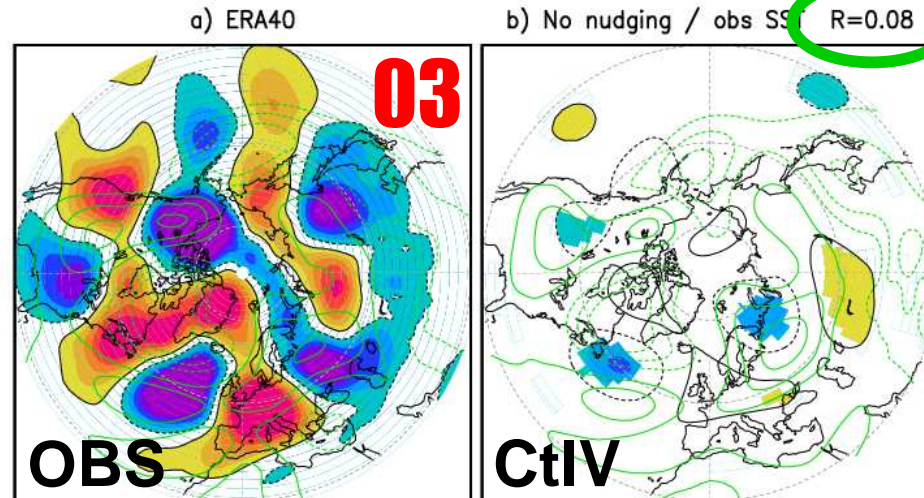 a) ERA40
b) No nudging / obs SST R=0.08
03
OBS
CtlV